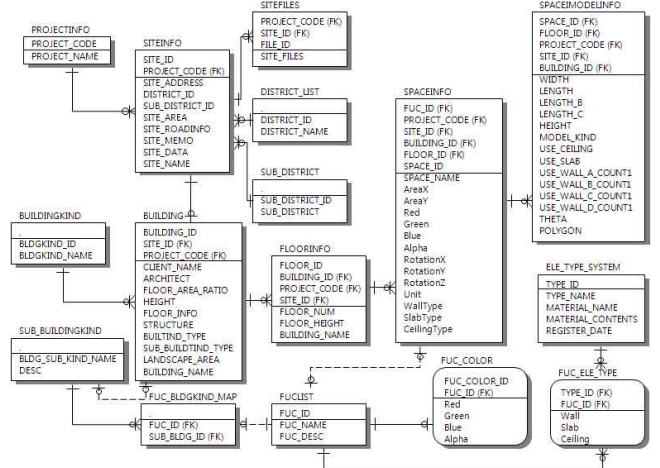 PROJECTINFO
PROJECT_CODE
PROJECT_NAME
SITEINFO
SITE_ID
PROJECT_CODE (FK)
SITE_ADDRESS
DISTRICT_ID
SUB_DISTRICT_ID
SITE_AREA
SITE_ROADINFO
SITE_MEMO
SITE_DATA
SITE_NAME
SITEFILES
PROJECT_CODE (FK)
SITE_ID (FK)
FILE_ID
SITE_FILES
DISTRICT_LIST
.
DISTRICT_ID
DISTRICT_NAME
SUB_DISTRICT
.
SUB_DISTRICT_ID
SUB_DISTRICT
SPACEINFO
FUC_ID (FK)
PROJECT_CODE (FK)
SITE_ID (FK)
BUILDING_ID (FK)
FLOOR_ID (FK)
SPACE_ID
SPACE_NAME
AreaX
AreaY
Red
Green
Blue
Alpha
RotationX
RotationY
RotationZ
Unit
WallType
SlabType
CeilingType
SPACEIMODELINFO
SPACE_ID (FK)
FLOOR_ID (FK)
PROJECT_CODE (FK)
SITE_ID (FK)
BUILDING_ID (FK)
WIDTH
LENGTH
LENGTH_B
LENGTH_C
HEIGHT
MODEL_KIND
USE_CEILING
USE_SLAB
USE_WALL_A_COUNT1
USE_WALL_B_COUNT1
USE_WALL_C_COUNT1
USE_WALL_D_COUNT1
THETA
POLYGON
BUILDINGKIND
.
BLDGKIND_ID
BLDGKIND_NAME
BUILDING
BUILDING_ID
SITE_ID (FK)
PROJECT_CODE (FK)
CLIENT_NAME
ARCHITECT
FLOOR_AREA_RATIO
HEIGHT
FLOOR_INFO
STRUCTURE
BUILTIND_TYPE
SUB_BUILDTIND_TYPE
LANDSCAPE_AREA
BUILDING_NAME
FLOORINFO
FLOOR_ID
BUILDING_ID (FK)
PROJECT_CODE (FK)
SITE_ID (FK)
FLOOR_NUM
FLOOR_HEIGHT
BUILDING_NAME
ELE_TYPE_SYSTEM
TYPE_ID
TYPE_NAME
MATERIAL_NAME
MATERIAL_CONTENTS
REGISTER_DATE
SUB_BUILDINGKIND
.
BLDG_SUB_KIND_NAME
DESC
FUC_BLDGKIND_MAP
.
FUC_ID (FK)
SUB_BLDG_ID (FK)
FUCLIST
FUC_ID
FUC_NAME
FUC_DESC
FUC_COLOR
FUC_COLOR_ID
FUC_ID (FK)
Red
Green
Blue
Alpha
FUC_ELE_TYPE
TYPE_ID (FK)
FUC_ID (FK)
Wall
Slab
Ceiling